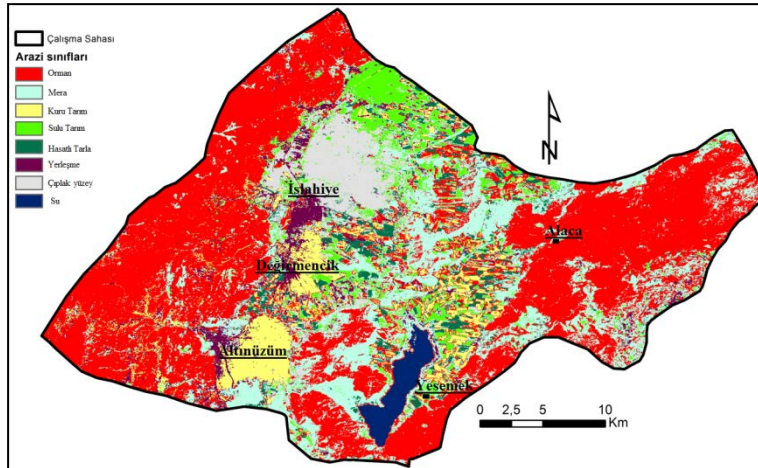 Çalışma Sahası
Arazi sınıfları
Orman
Mera
Kuru Tarım
Sulu Tarım
Hasatlı Tarla
Yerleşme
Çıplak yüzey
Su
N
İslahiye
Alaca
Değirmencik
Altınüzüm
Yesemek
0 2,5 5 10
Km